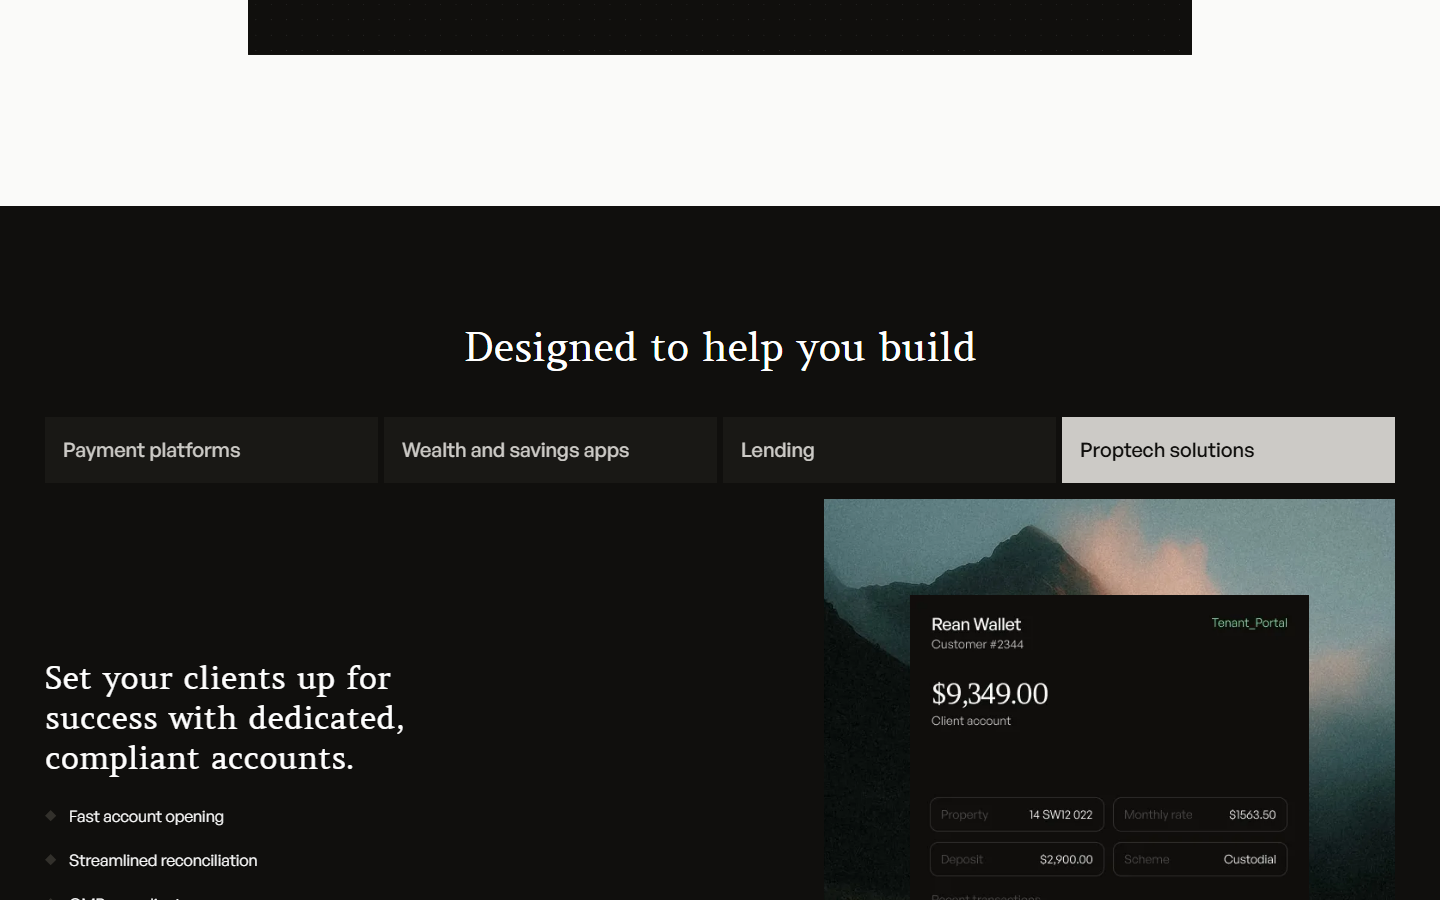 Designed to help you build
Payment platforms
Wealth and savings apps
Lending
Proptech solutions
Set your clients up for
success with dedicated,
compliant accounts.
Fast account opening
Streamlined reconciliation
Rean Wallet
Tenant_Portal
Customer #2344
$9,349.00
Client account
Property 14 SW12 022
Monthly rate $1563.50
Deposit $2,900.00
Scheme Custodial
Recent transactions